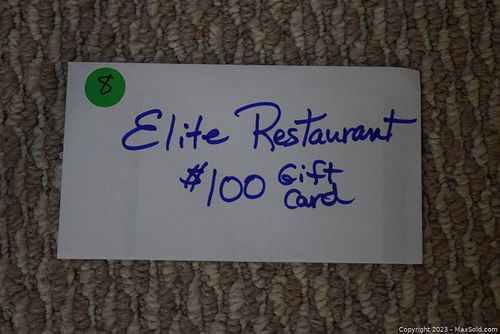 8
Elite Restaurant
$100 Gift
Card
Copyright 2023 - MaxSold.com